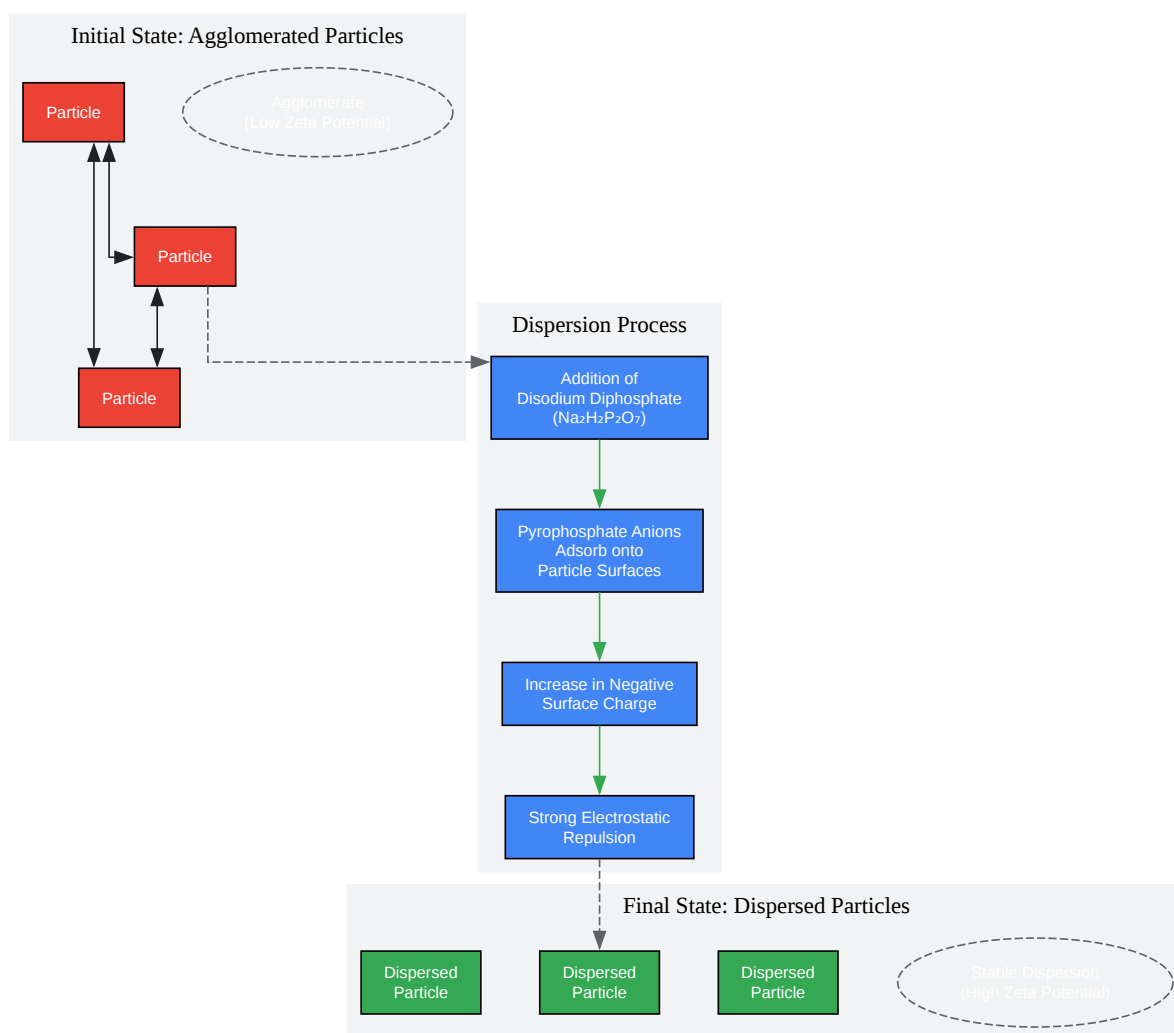 Initial State: Agglomerated Particles
Particle
Agglomerate
(Low Zeta Potential)
Particle
Particle
Dispersion Process
Addition of
Disodium Diphosphate
(Na₂H₂P₂O₇)
Pyrophosphate Anions
Adsorb onto
Particle Surfaces
Increase in Negative
Surface Charge
Strong Electrostatic
Repulsion
Final State: Dispersed Particles
Dispersed
Particle
Dispersed
Particle
Dispersed
Particle
Stable Dispersion
(High Zeta Potential)